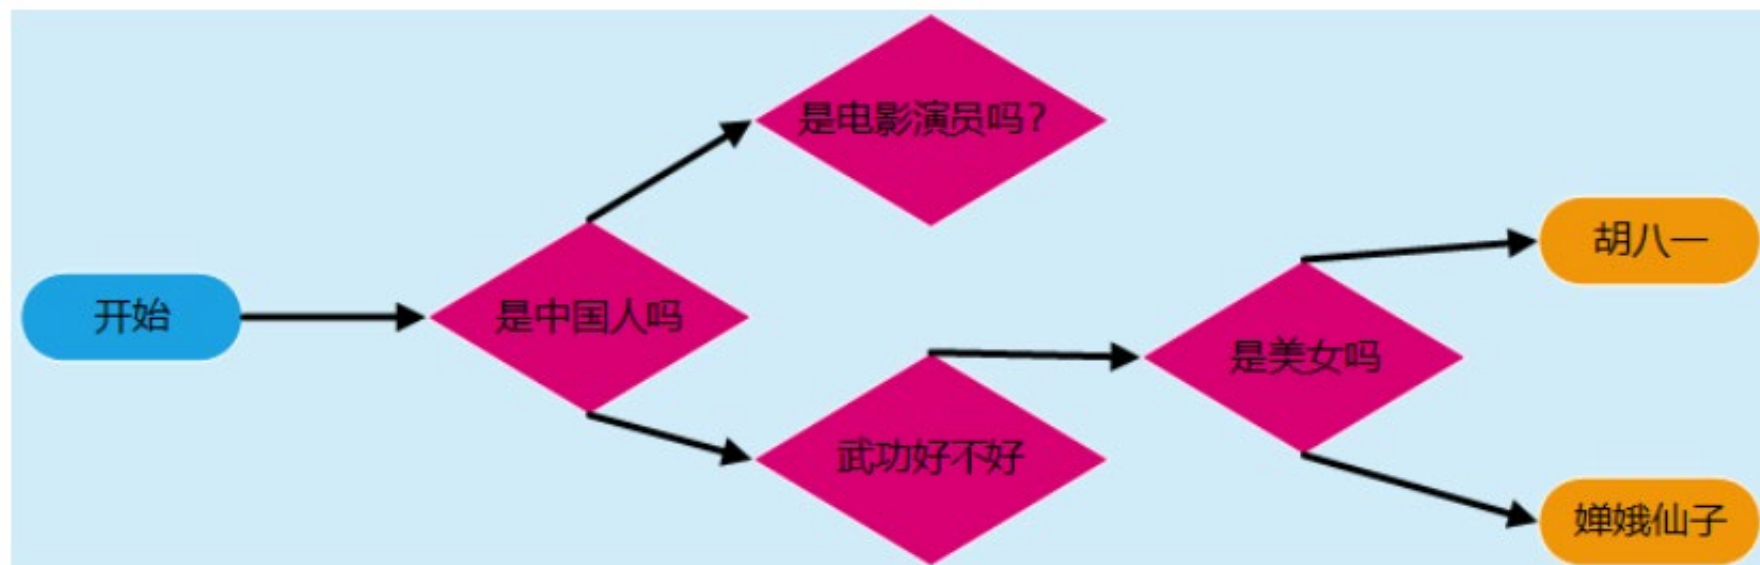 是电影演员吗?
胡八一
开始
是中国人吗
是美女吗
武功好不好
婵娥仙子